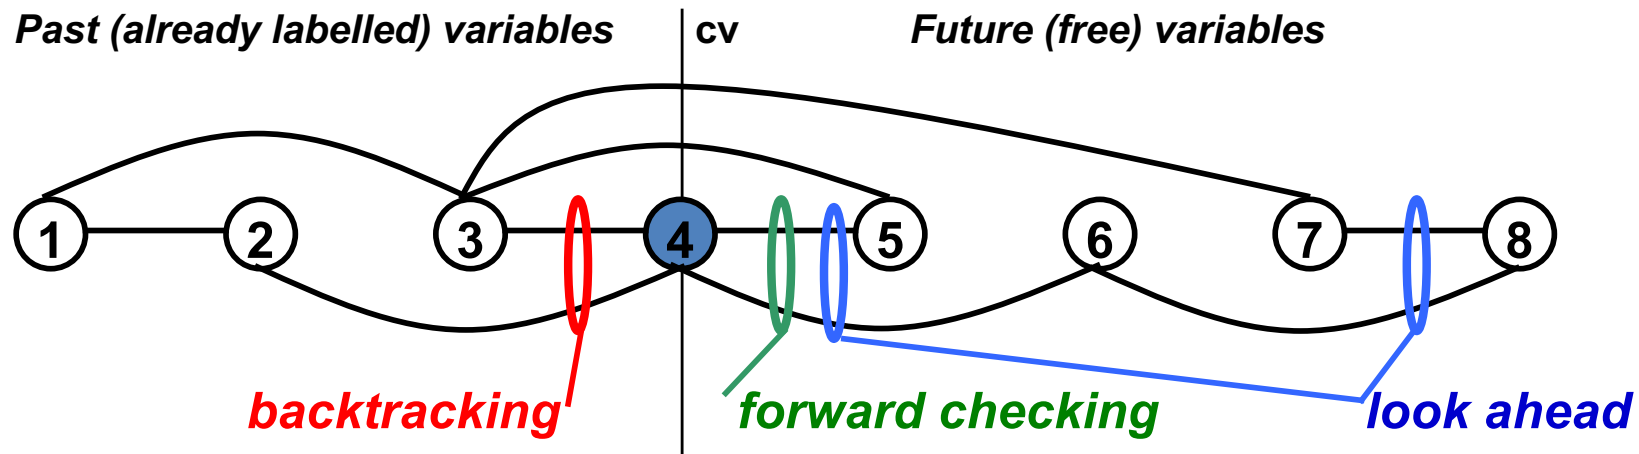 Past (already labelled) variables cv Future (free) variables
1 2 3 4 5 6 7 8
backtracking forward checking look ahead